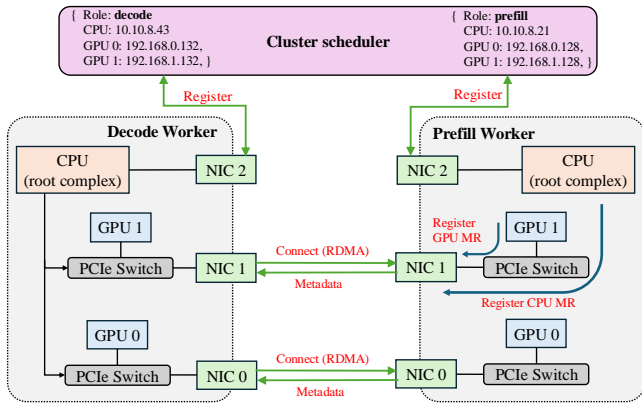 { Role: decode
CPU: 10.10.8.43
GPU 0: 192.168.0.132,
GPU 1: 192.168.1.132, }
Cluster scheduler
{ Role: prefill
CPU: 10.10.8.21
GPU 0: 192.168.0.128,
GPU 1: 192.168.1.128, }
Register
Register
Decode Worker
CPU
(root complex)
NIC 2
GPU 1
PCIe Switch
NIC 1
GPU 0
PCIe Switch
NIC 0
Connect (RDMA)
Metadata
Connect (RDMA)
Metadata
Prefill Worker
NIC 2
CPU
(root complex)
Register
GPU MR
GPU 1
NIC 1
PCIe Switch
Register CPU MR
GPU 0
NIC 0
PCIe Switch